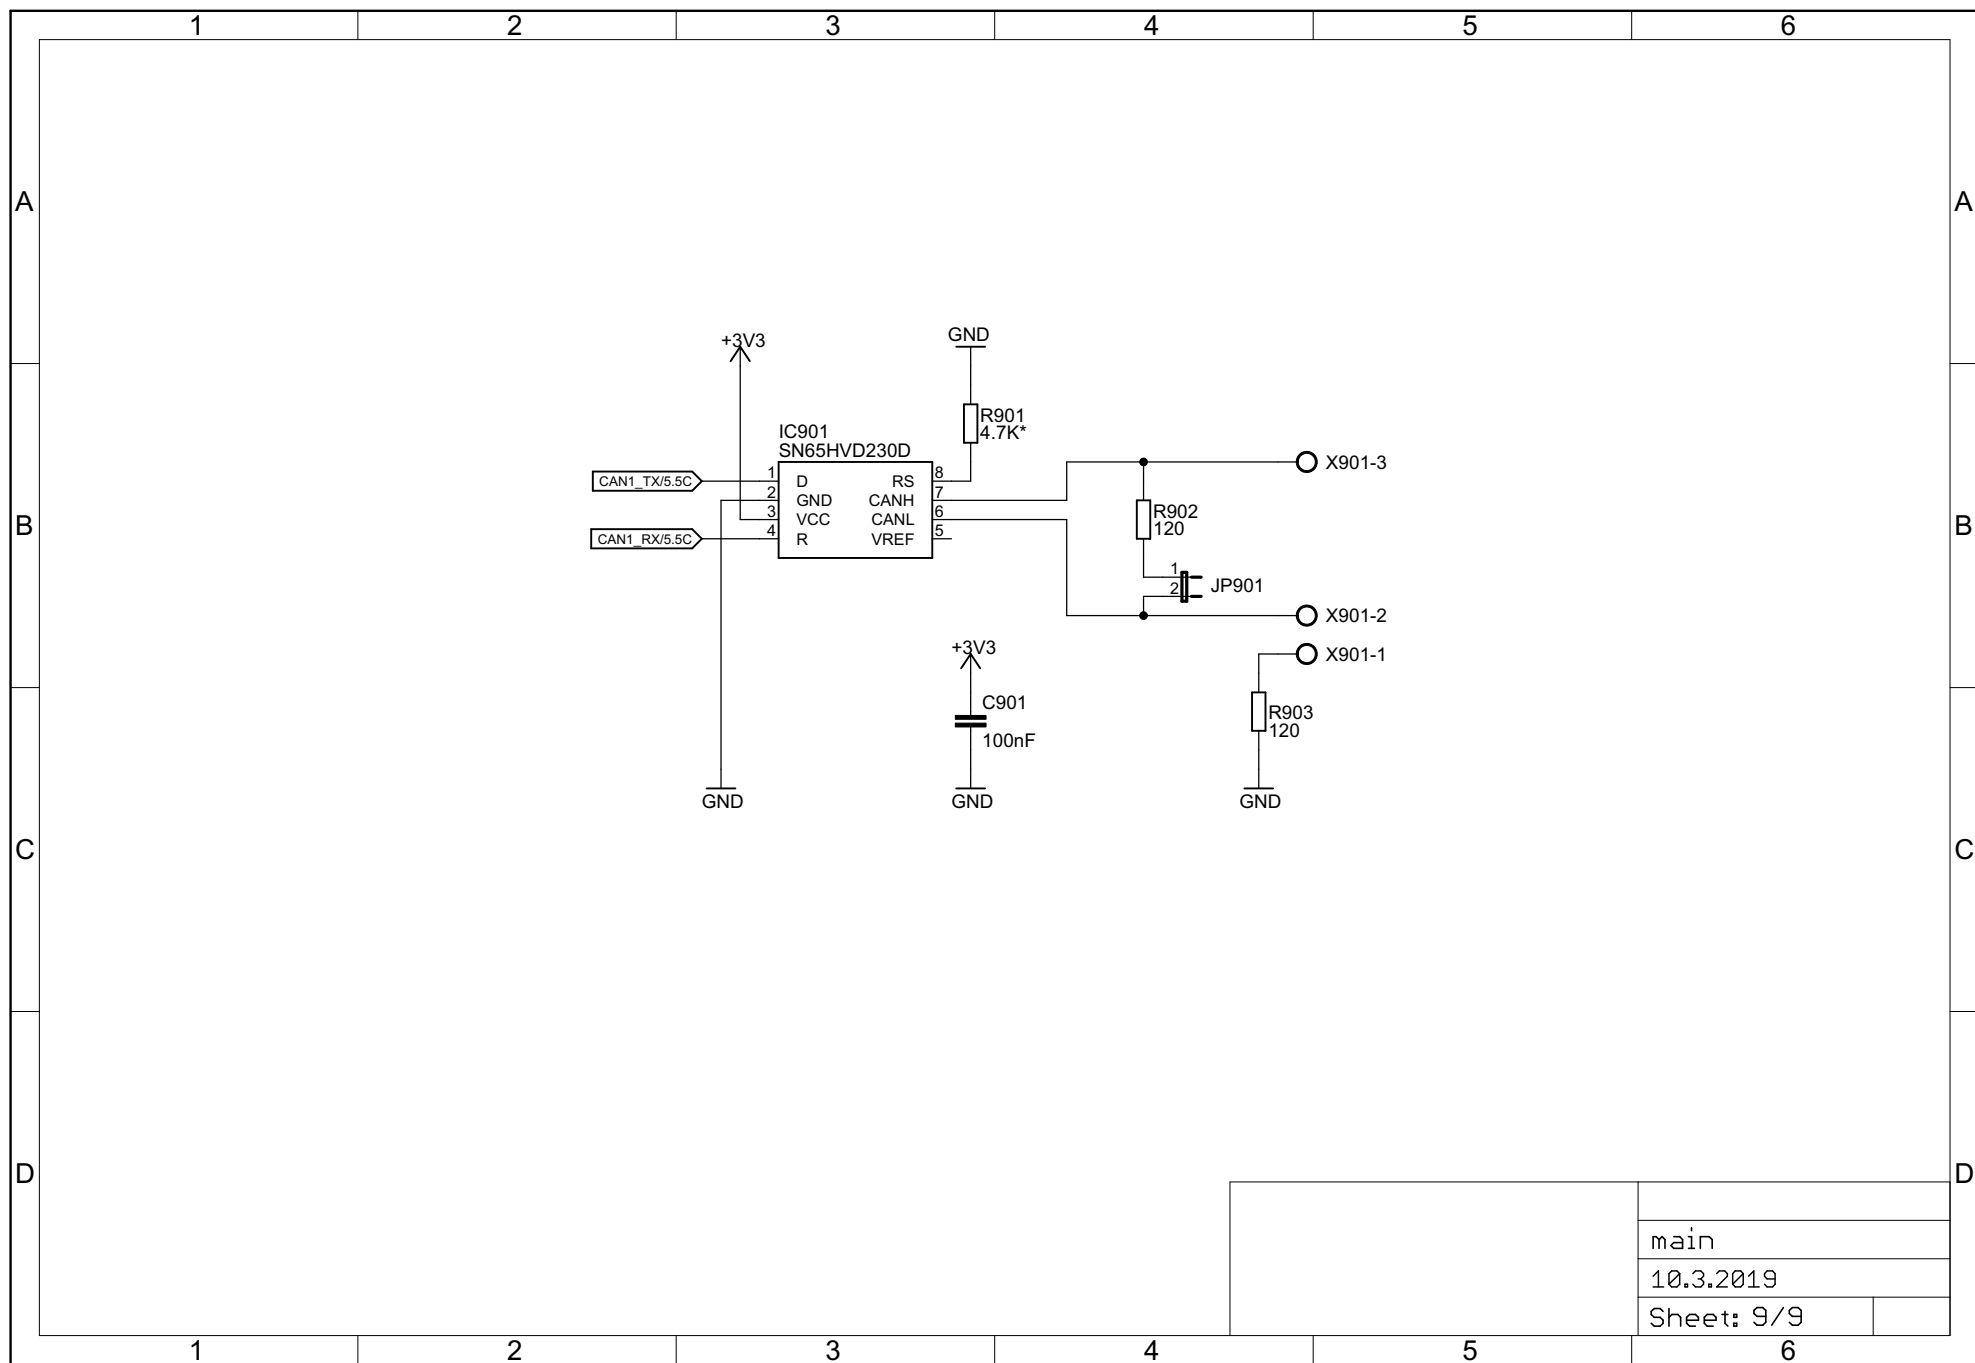 1 2 3 4 5 6
A A
+3V3 GND
R901
4.7K*
IC901
SN65HVD230D
X901-3
CAN1_TX/5.5C 1 D RS 8
2 GND CANH 7
3 VCC CANL 6
CAN1_RX/5.5C 4 R VREF 5
R902
120
B B
1
2 JP901
X901-2
+3V3 X901-1
C901
100nF
R903
120
GND GND GND
C C
D D
main
10.3.2019
Sheet: 9/9
1 2 3 4 5 6